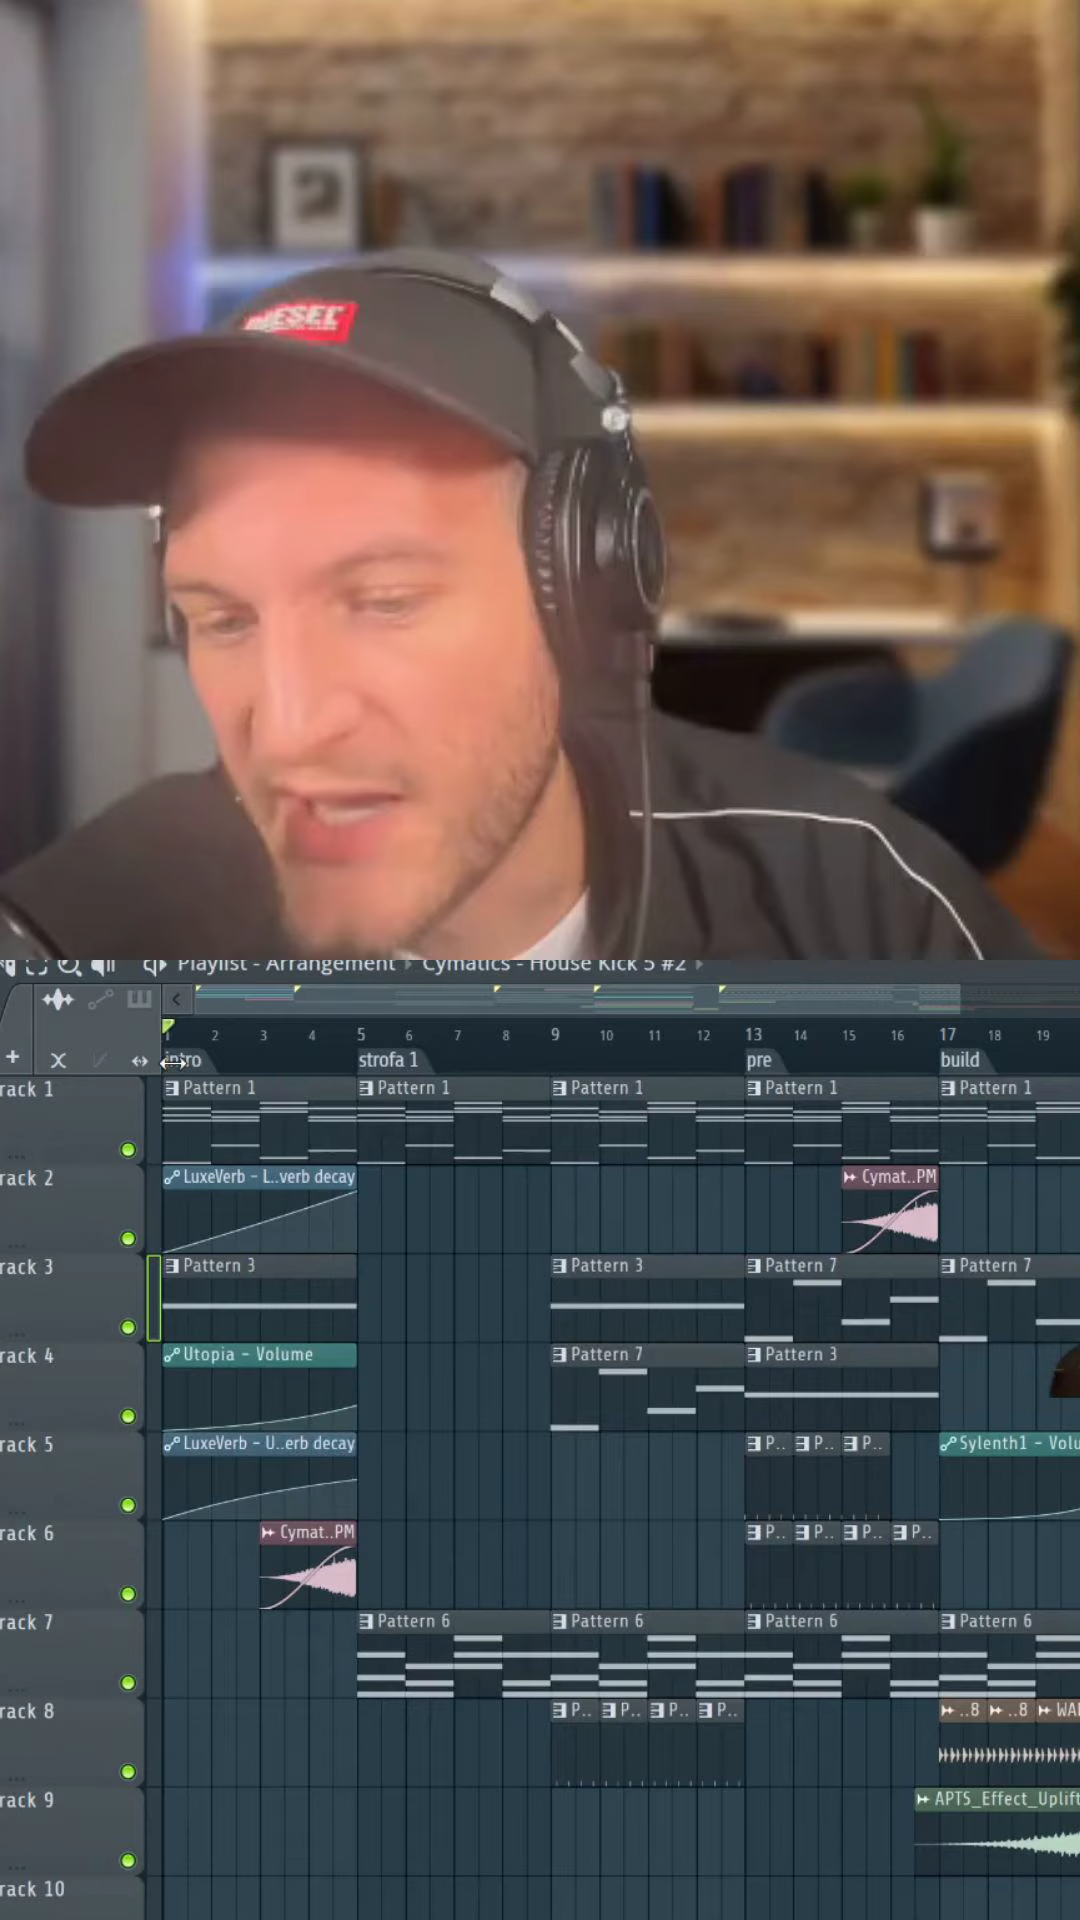 DIESEL
Playlist - Arrangement › Cymatics - House Kick 5 #2 ›
1 2 3 4 5 6 7 8 9 10 11 12 13 14 15 16 17 18 19
intro strofa 1 pre build
rack 1 Pattern 1 Pattern 1 Pattern 1 Pattern 1 Pattern 1
rack 2 LuxeVerb - L..verb decay Cymat..PM
rack 3 Pattern 3 Pattern 3 Pattern 7 Pattern 7
rack 4 Utopia - Volume Pattern 7 Pattern 3
rack 5 LuxeVerb - U..erb decay P.. P.. P.. Sylenth1 - Volu
rack 6 Cymat..PM P.. P.. P.. P..
rack 7 Pattern 6 Pattern 6 Pattern 6 Pattern 6
rack 8 P.. P.. P.. P.. ..8 ..8
rack 9 APTS_Effect_Uplift
rack 10